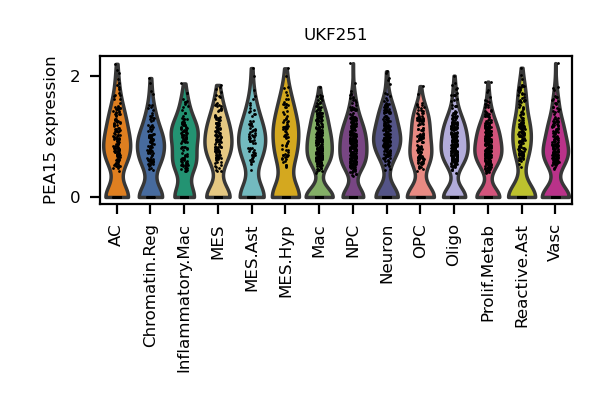 UKF251
PEA15 expression
2
0
AC
Chromatin.Reg
Inflammatory.Mac
MES
MES.Ast
MES.Hyp
Mac
NPC
Neuron
OPC
Oligo
Prolif.Metab
Reactive.Ast
Vasc